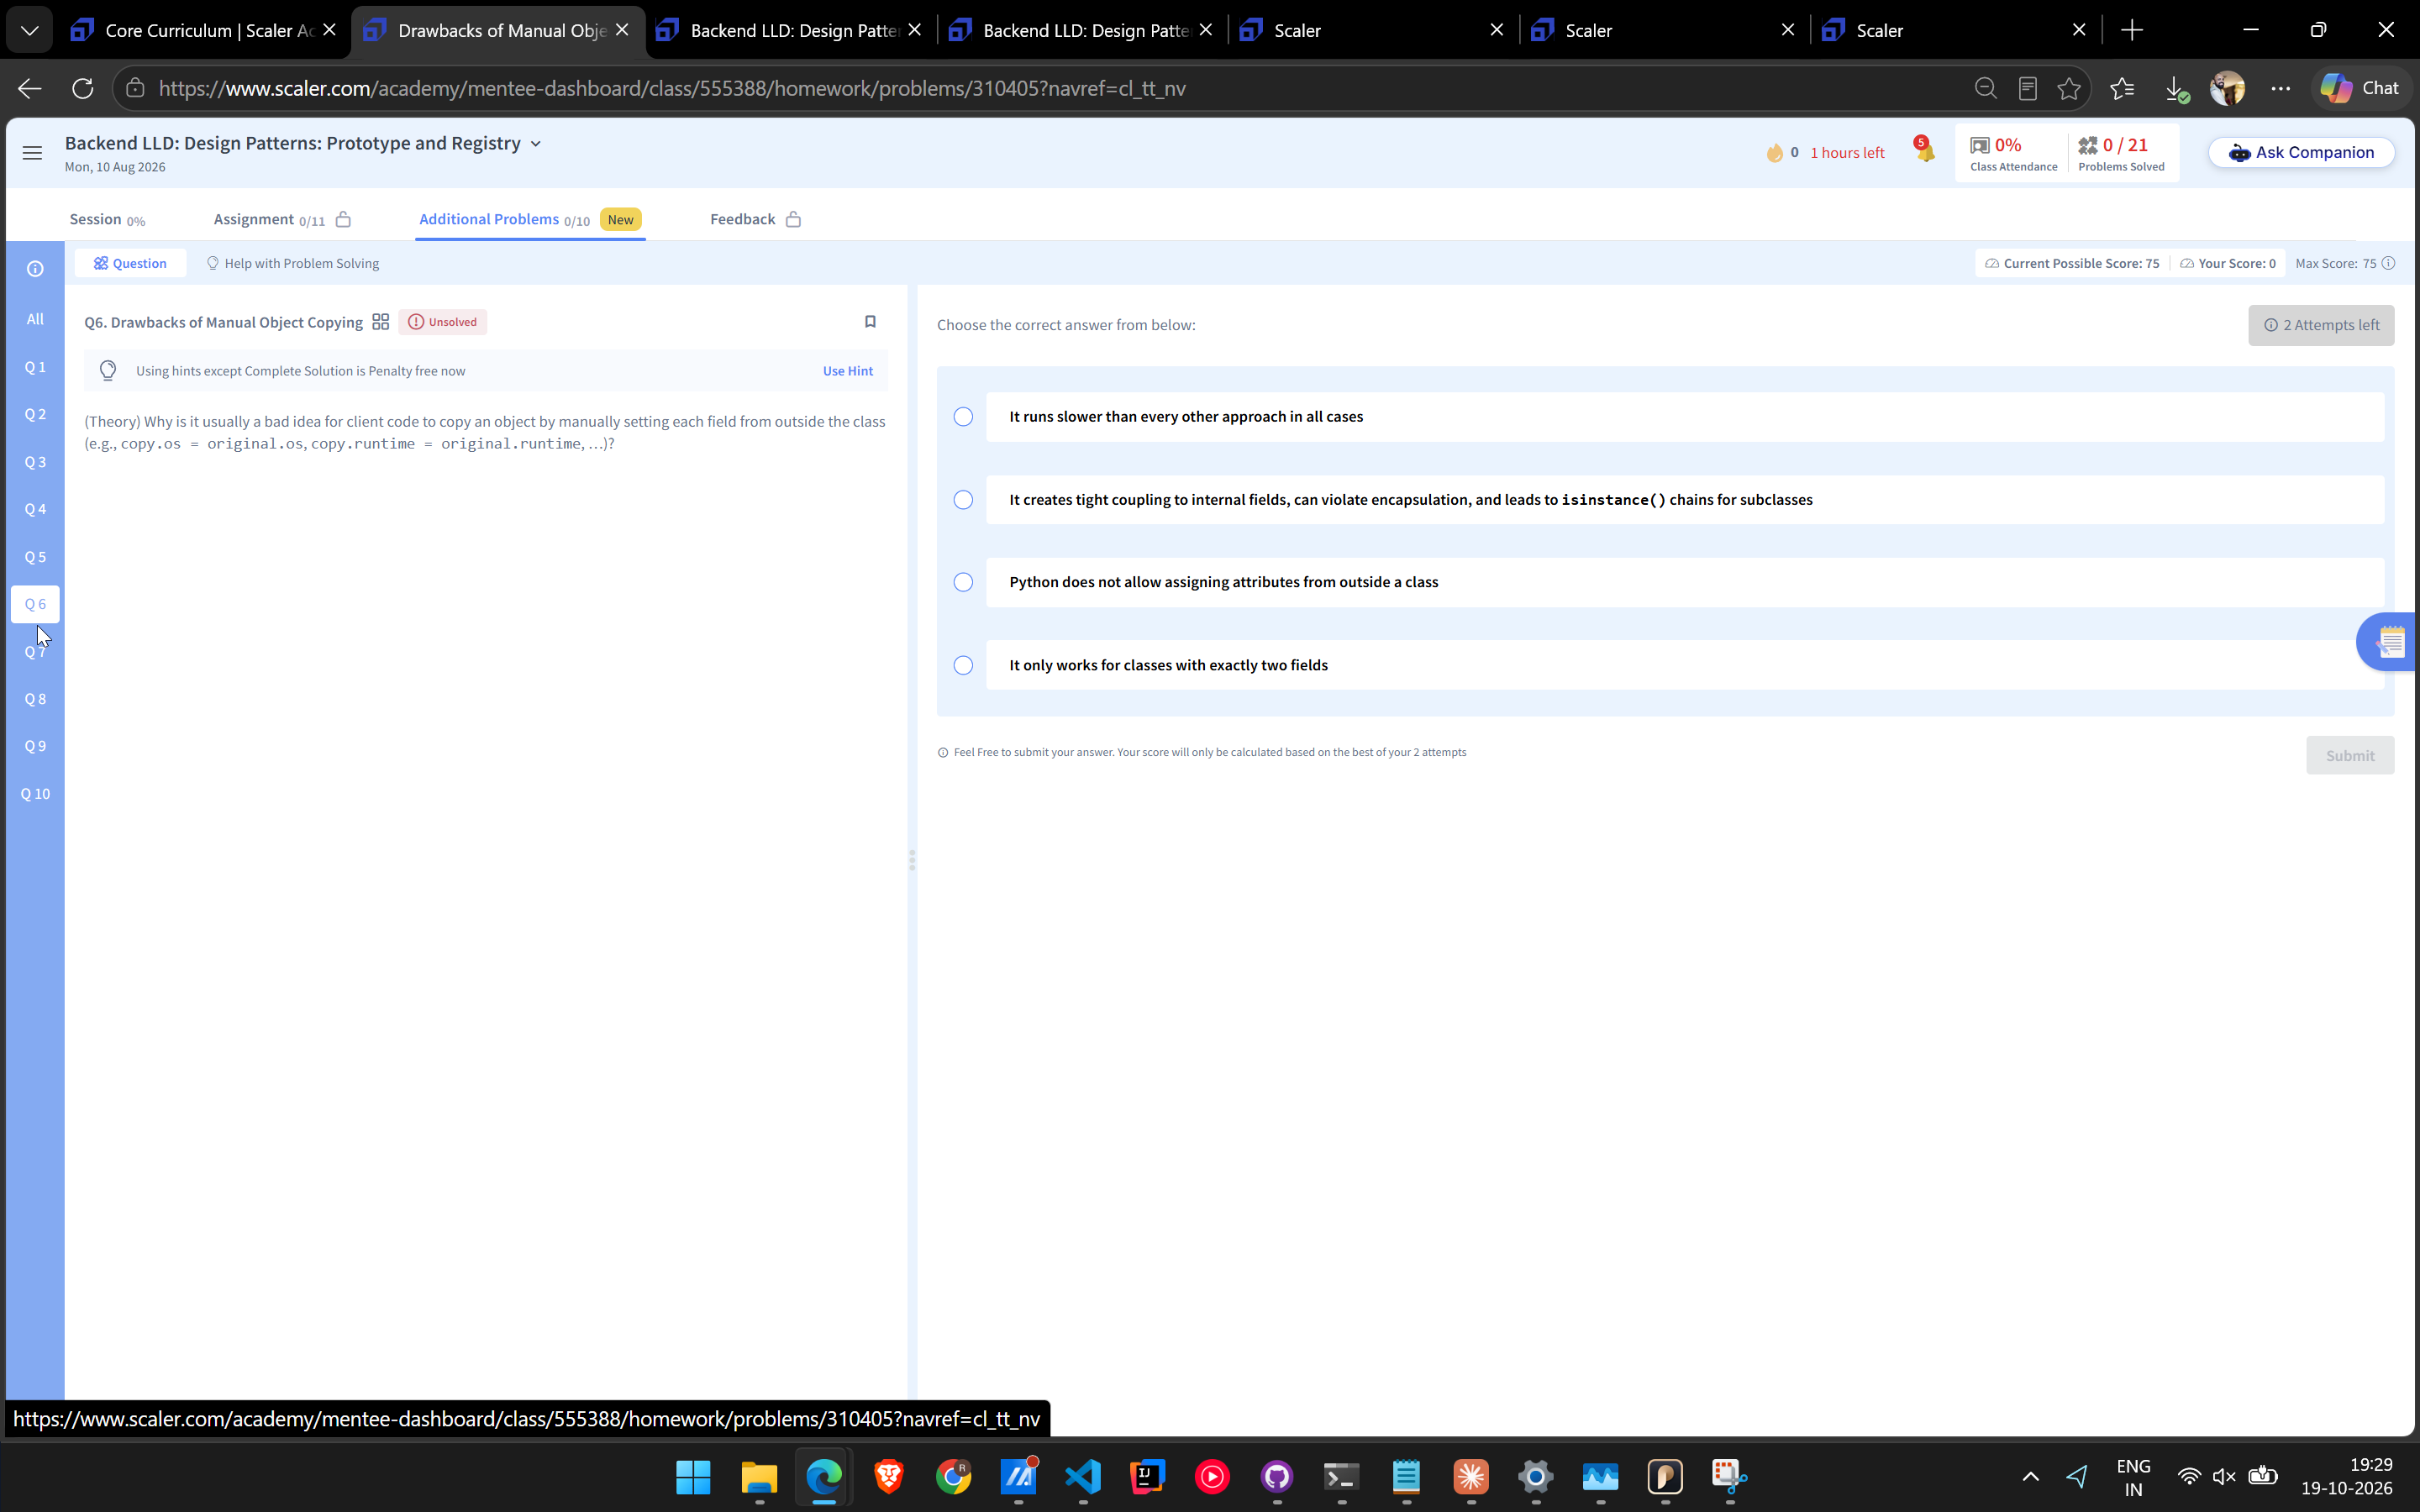 Core Curriculum | Scaler Ac
Drawbacks of Manual Obje
Backend LLD: Design Patte
Backend LLD: Design Patte
Scaler
Scaler
Scaler
https://www.scaler.com/academy/mentee-dashboard/class/555388/homework/problems/310405?navref=cl_tt_nv
Chat
Backend LLD: Design Patterns: Prototype and Registry
Mon, 10 Aug 2026
0 1 hours left
5
0%
Class Attendance
0 / 21
Problems Solved
Ask Companion
Session 0%
Assignment 0/11
Additional Problems 0/10 New
Feedback
Question
Help with Problem Solving
Current Possible Score: 75
Your Score: 0
Max Score: 75
All
Q 1
Q 2
Q 3
Q 4
Q 5
Q 6
Q 7
Q 8
Q 9
Q 10
Q6. Drawbacks of Manual Object Copying
Unsolved
Using hints except Complete Solution is Penalty free now
Use Hint
(Theory) Why is it usually a bad idea for client code to copy an object by manually setting each field from outside the class
(e.g., copy.os = original.os, copy.runtime = original.runtime, …)?
Choose the correct answer from below:
2 Attempts left
It runs slower than every other approach in all cases
It creates tight coupling to internal fields, can violate encapsulation, and leads to isinstance() chains for subclasses
Python does not allow assigning attributes from outside a class
It only works for classes with exactly two fields
Feel Free to submit your answer. Your score will only be calculated based on the best of your 2 attempts
Submit
https://www.scaler.com/academy/mentee-dashboard/class/555388/homework/problems/310405?navref=cl_tt_nv
R
IJ
ENG
IN
19:29
19-10-2026